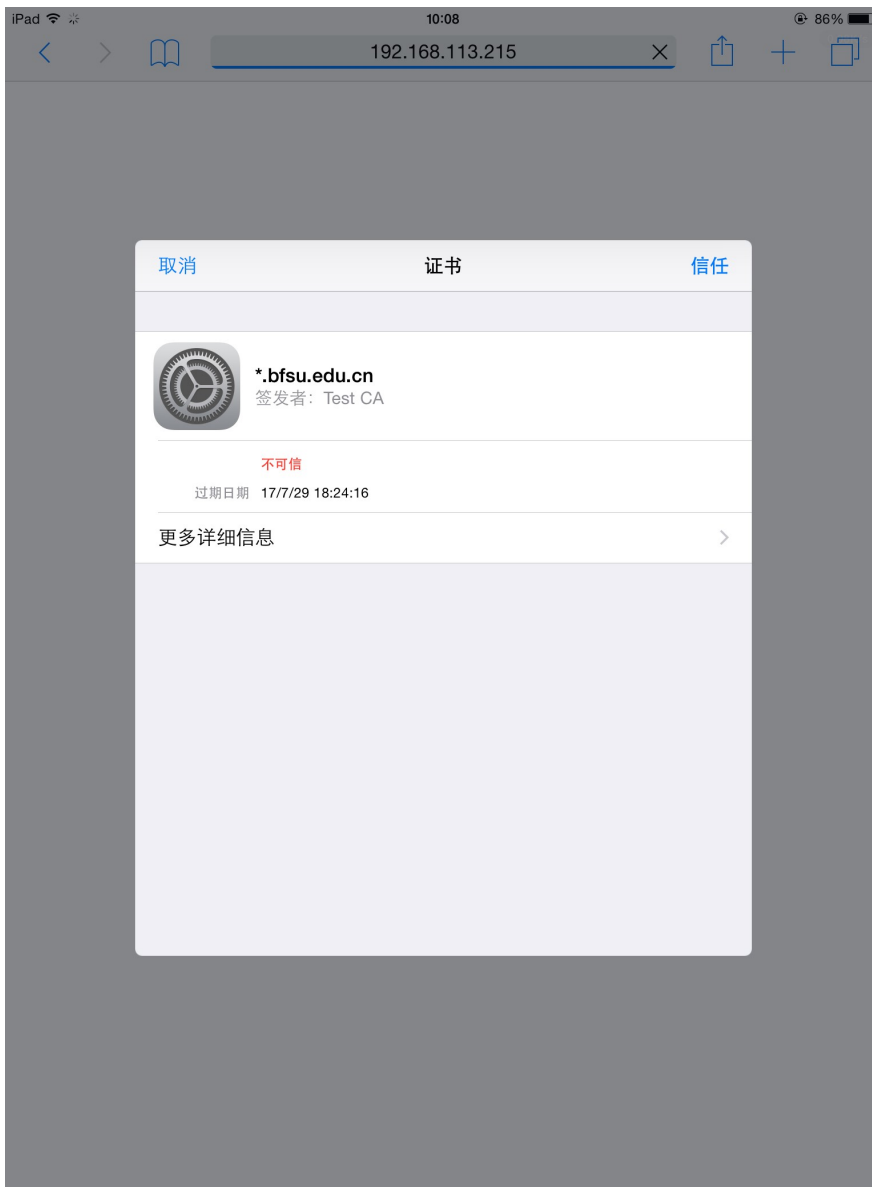 iPad 10:08 86%
192.168.113.215
取消 证书 信任
*.bfsu.edu.cn
签发者：Test CA
不可信
过期日期 17/7/29 18:24:16
更多详细信息